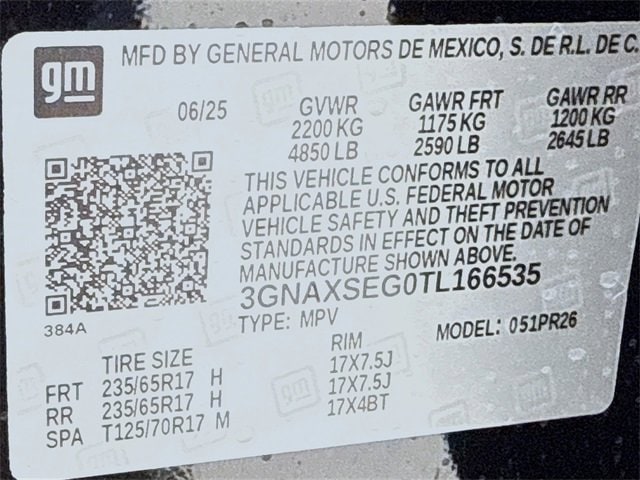 gm
MFD BY GENERAL MOTORS DE MEXICO, S. DE R.L. DE C.
06/25 GVWR GAWR FRT GAWR RR
2200 KG 1175 KG 1200 KG
4850 LB 2590 LB 2645 LB
THIS VEHICLE CONFORMS TO ALL
APPLICABLE U.S. FEDERAL MOTOR
VEHICLE SAFETY AND THEFT PREVENTION
STANDARDS IN EFFECT ON THE DATE OF
MANUFACTURE SHOWN ABOVE.
3GNAXSEG0TL166535
384A
TYPE: MPV MODEL: 051PR26
TIRE SIZE RIM
FRT 235/65R17 H 17X7.5J
RR 235/65R17 H 17X7.5J
SPA T125/70R17 M 17X4BT